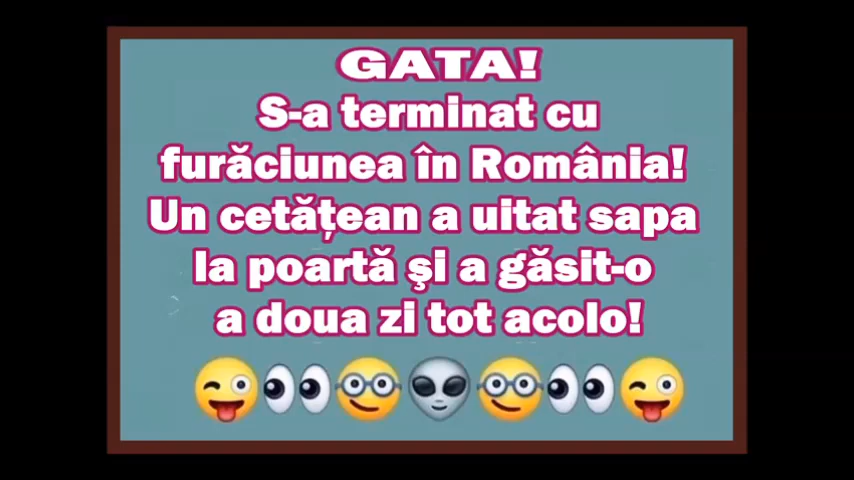 GATA!
S-a terminat cu
furăciunea în România!
Un cetățean a uitat sapa
la poartă şi a găsit-o
a doua zi tot acolo!